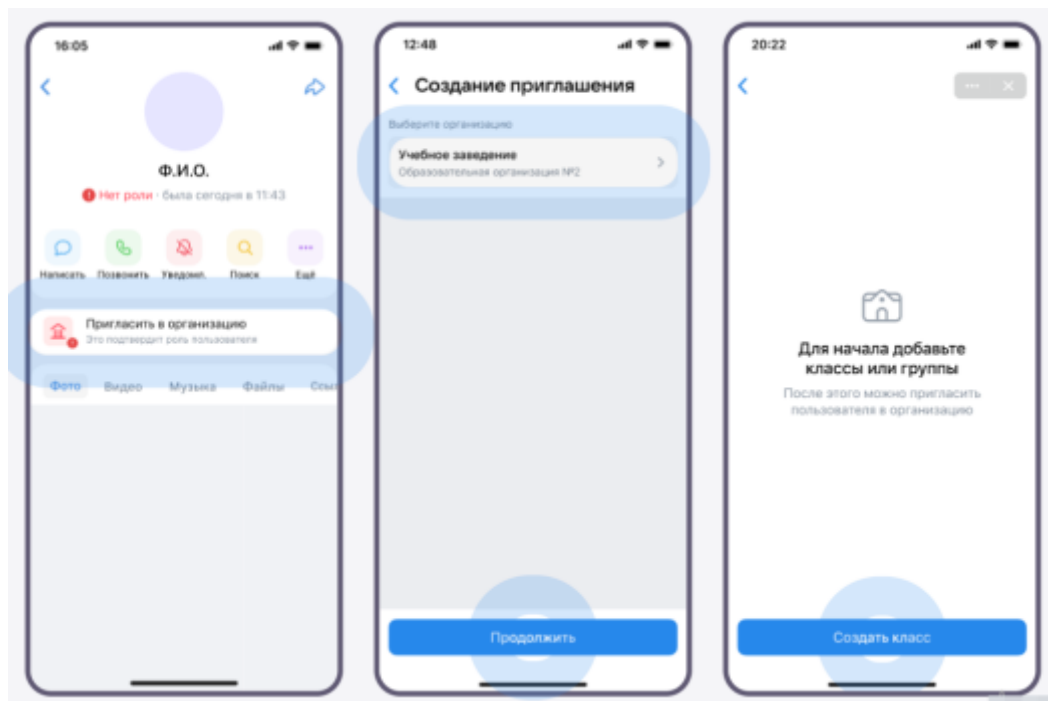 16:05
Ф.И.О.
Нет роли · была сегодня в 11:43
Написать Позвонить Уведомл. Поиск Ещё
Пригласить в организацию
Это подтвердит роль пользователя
Фото Видео Музыка Файлы Ссыл
12:48
Создание приглашения
Выберите организацию
Учебное заведение
Образовательная организация №2
Продолжить
20:22
Для начала добавьте
классы или группы
После этого можно пригласить
пользователя в организацию
Создать класс